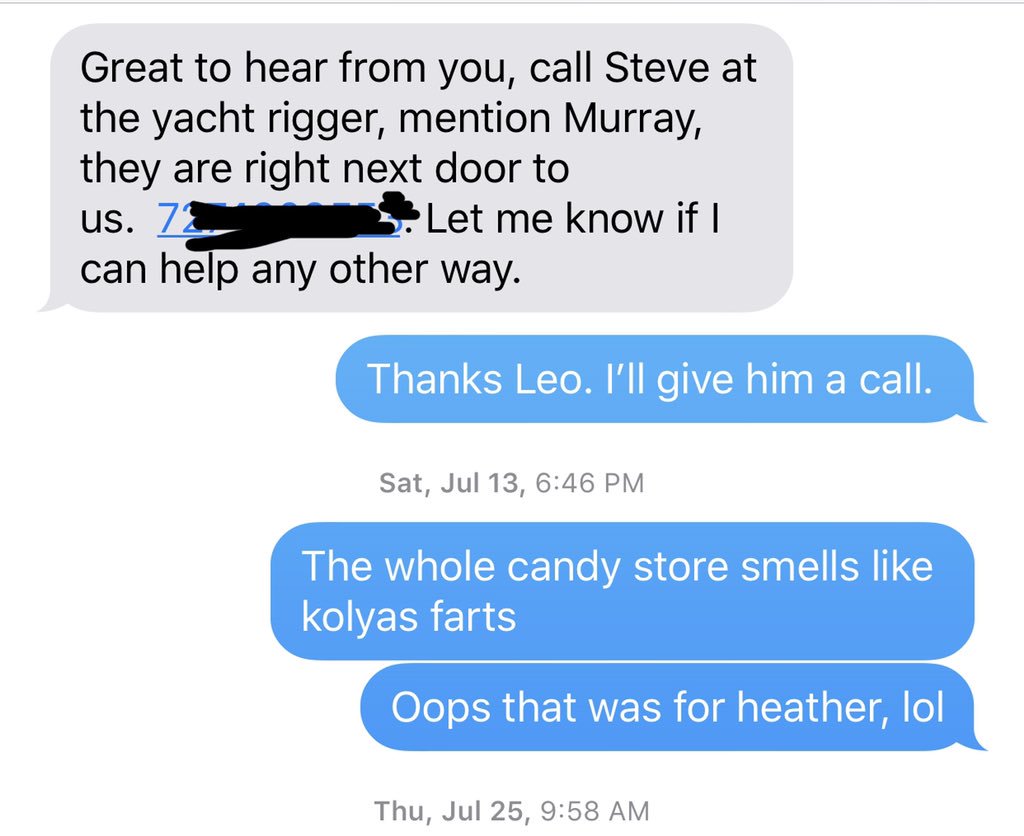 Great to hear from you, call Steve at
the yacht rigger, mention Murray,
they are right next door to
us. Let me know if I
can help any other way.
Thanks Leo. I’ll give him a call.
Sat, Jul 13, 6:46 PM
The whole candy store smells like
kolyas farts
Oops that was for heather, lol
Thu, Jul 25, 9:58 AM